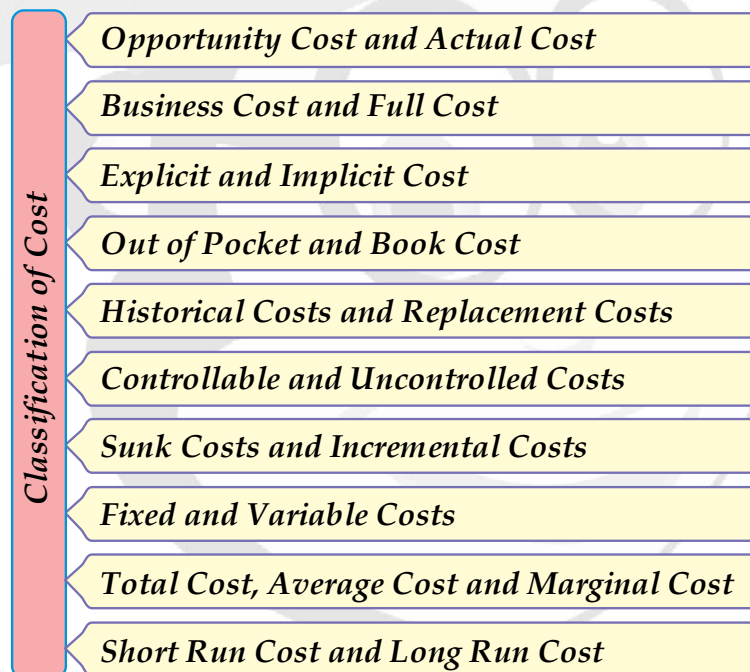 Classification of Cost
Opportunity Cost and Actual Cost
Business Cost and Full Cost
Explicit and Implicit Cost
Out of Pocket and Book Cost
Historical Costs and Replacement Costs
Controllable and Uncontrolled Costs
Sunk Costs and Incremental Costs
Fixed and Variable Costs
Total Cost, Average Cost and Marginal Cost
Short Run Cost and Long Run Cost